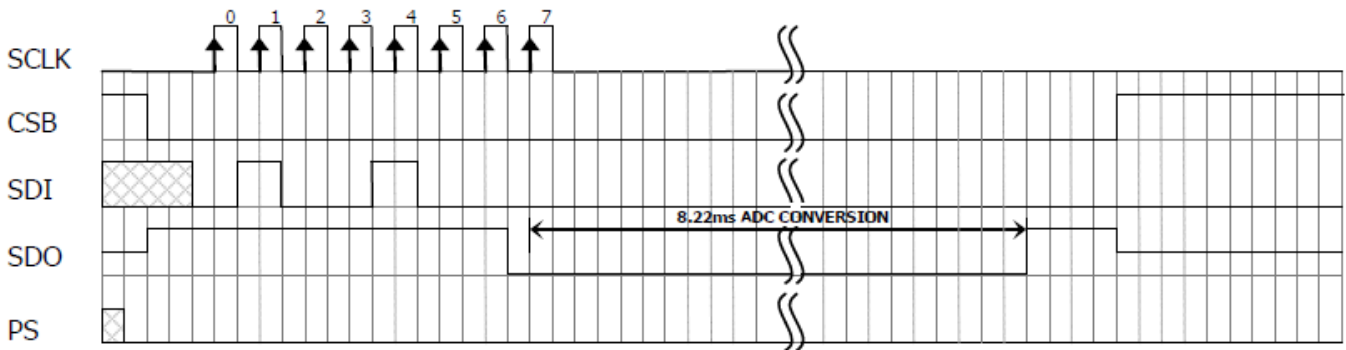 0 1 2 3 4 5 6 7
SCLK
CSB
SDI
8.22ms ADC CONVERSION
SDO
PS